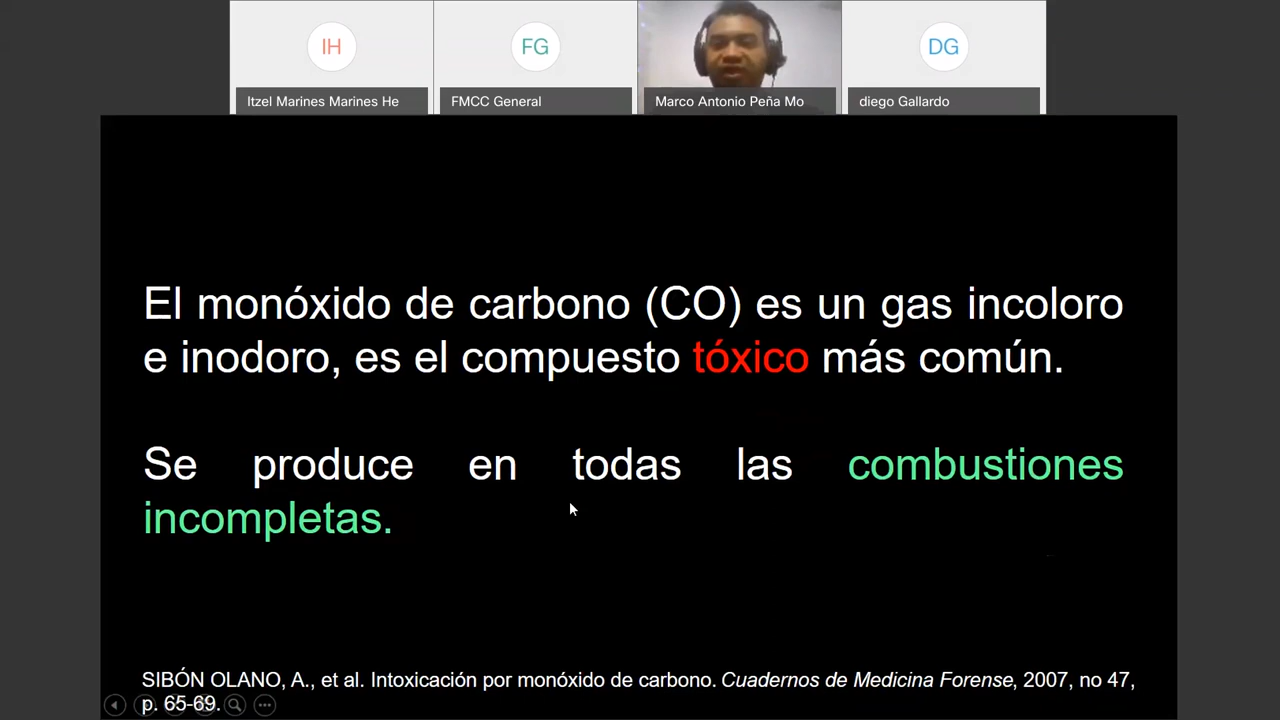 IH
FG
DG
Itzel Marines Marines He
FMCC General
Marco Antonio Peña Mo
diego Gallardo
El monóxido de carbono (CO) es un gas incoloro
e inodoro, es el compuesto tóxico más común.
Se produce en todas las combustiones
incompletas.
SIBÓN OLANO, A., et al. Intoxicación por monóxido de carbono. Cuadernos de Medicina Forense, 2007, no 47,
p. 65-69.